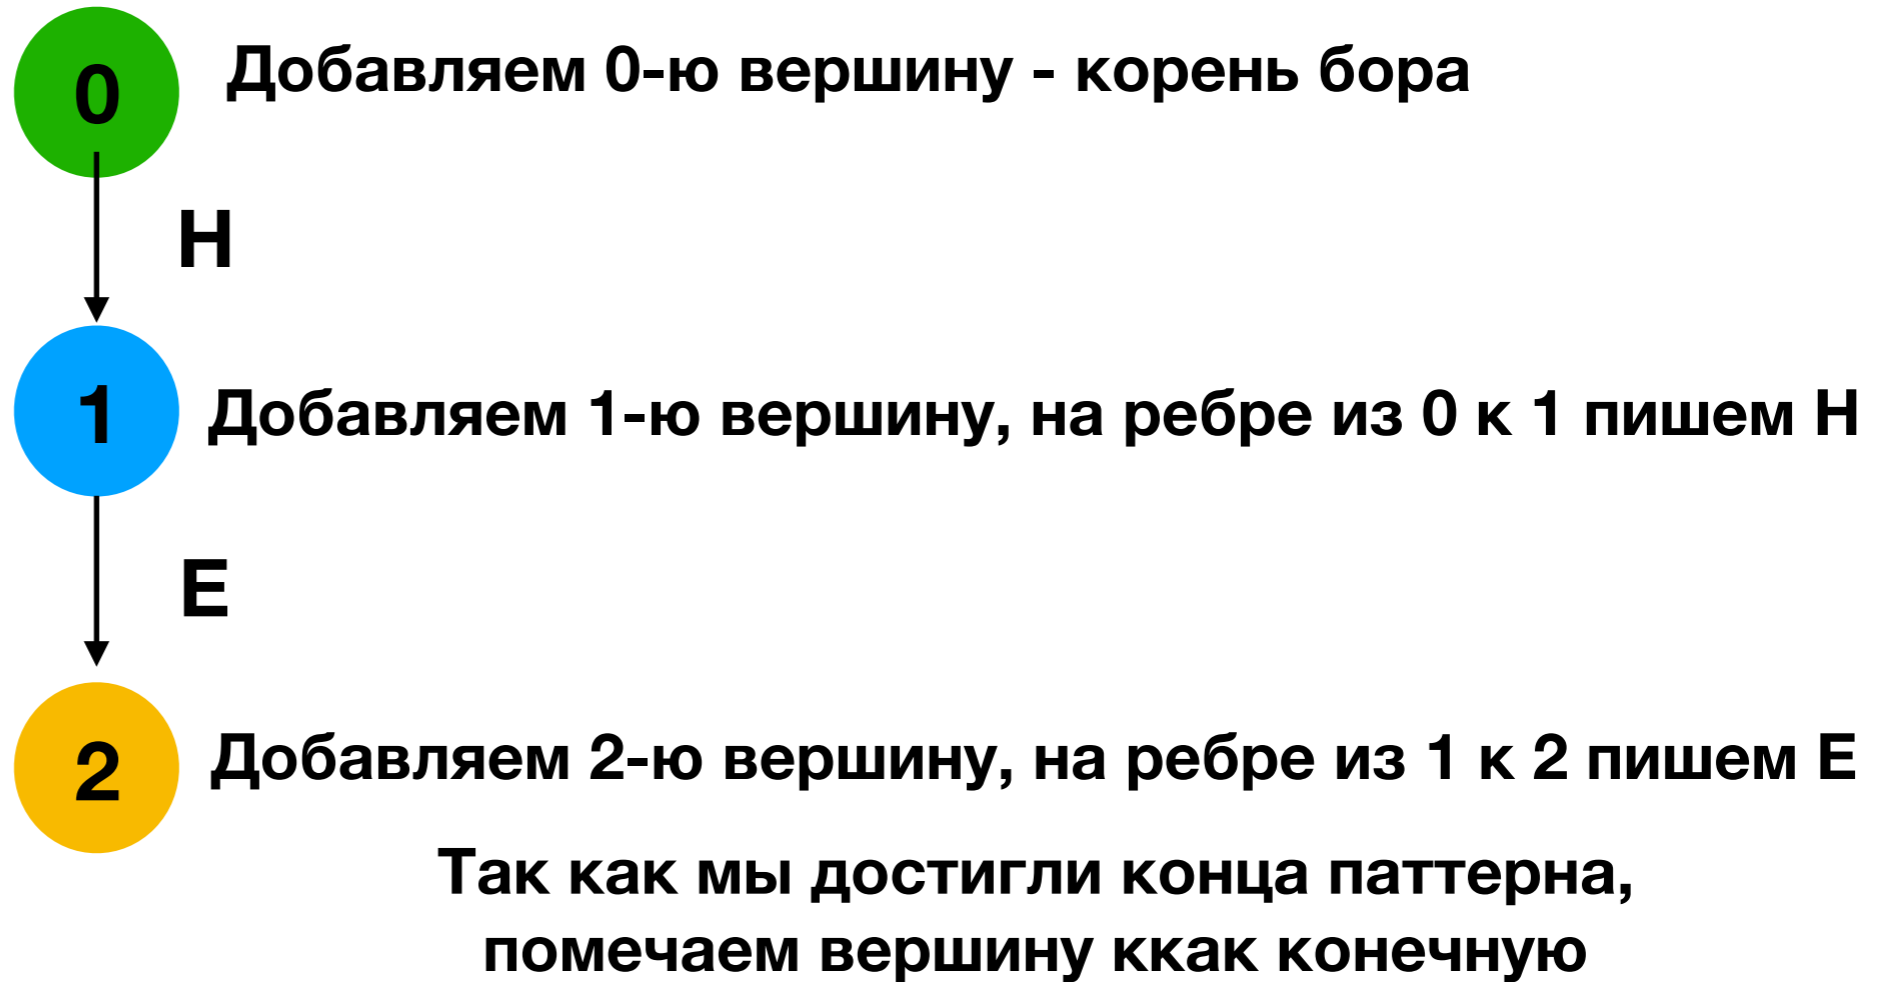 0
Добавляем 0-ю вершину - корень бора
H
1
Добавляем 1-ю вершину, на ребре из 0 к 1 пишем H
E
2
Добавляем 2-ю вершину, на ребре из 1 к 2 пишем E
Так как мы достигли конца паттерна,
помечаем вершину ккак конечную